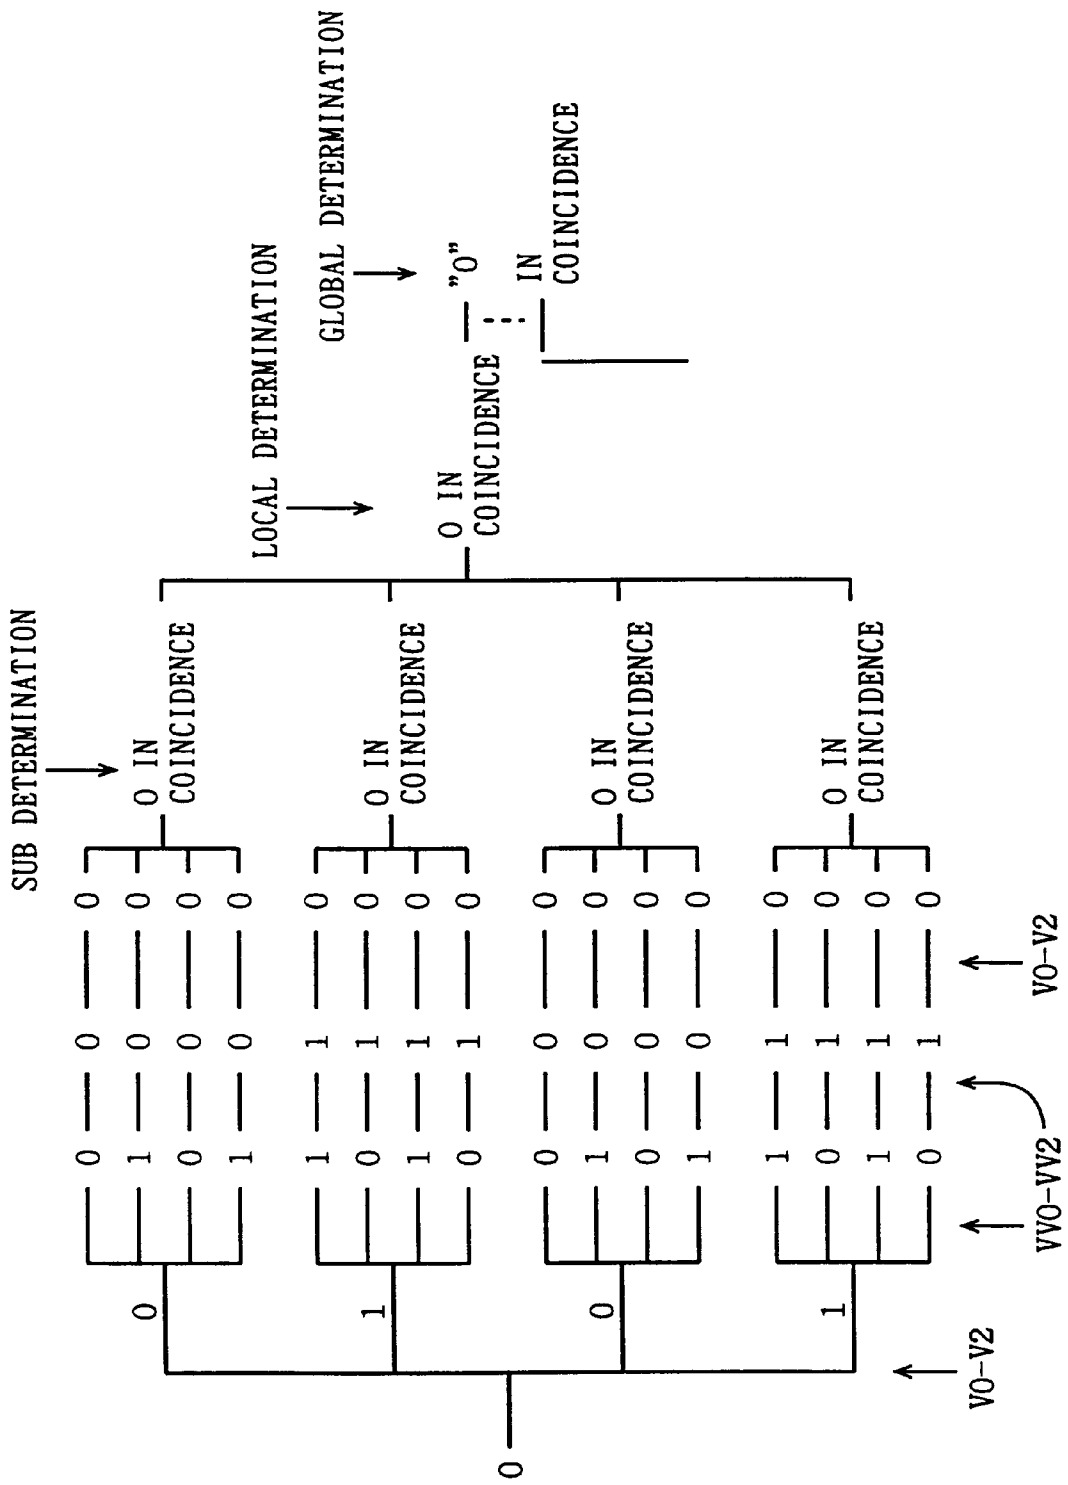 SUB DETERMINATION
0 0 0
0
1 0 0
0 IN
COINCIDENCE
0 0 0
1 0 0
LOCAL DETERMINATION
GLOBAL DETERMINATION
1 1 0
1
0 1 0
0 IN
COINCIDENCE
1 1 0
0 1 0
0 IN
COINCIDENCE
"0"
0
IN
COINCIDENCE
0 0 0
0
1 0 0
0 IN
COINCIDENCE
0 0 0
1 0 0
1 1 0
1
0 1 0
0 IN
COINCIDENCE
1 1 0
0 1 0
V0-V2
VV0-VV2
V0-V2